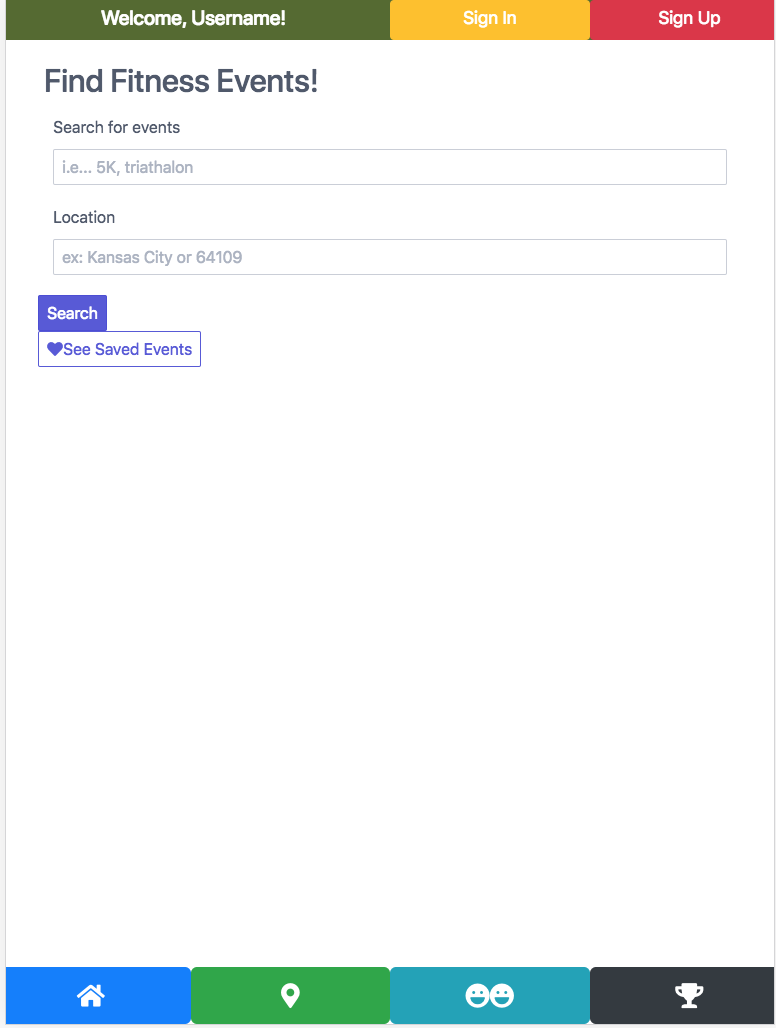 Welcome, Username! Sign In Sign Up
Find Fitness Events!
Search for events
i.e... 5K, triathalon
Location
ex: Kansas City or 64109
Search
See Saved Events